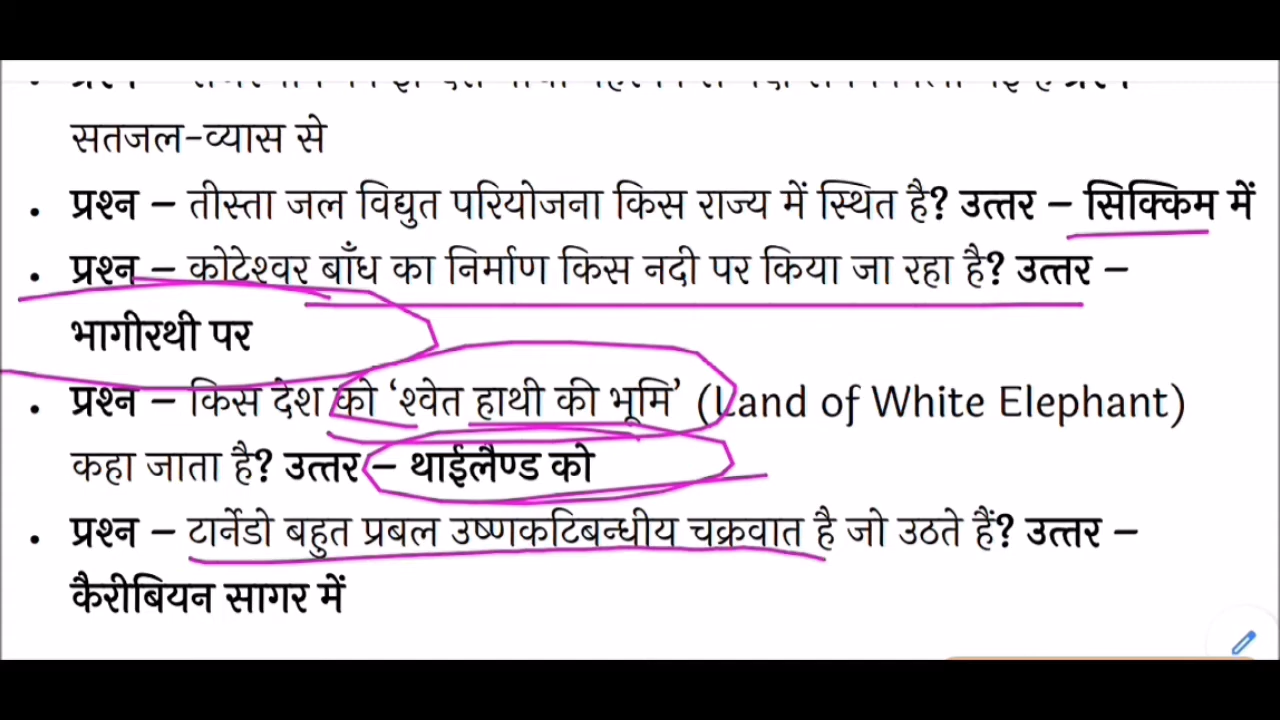 सतजल-व्यास से
• प्रश्न – तीस्ता जल विद्युत परियोजना किस राज्य में स्थित है? उत्तर – सिक्किम में
• प्रश्न – कोटेश्वर बाँध का निर्माण किस नदी पर किया जा रहा है? उत्तर –
भागीरथी पर
• प्रश्न – किस देश को ‘श्वेत हाथी की भूमि’ (Land of White Elephant)
कहा जाता है? उत्तर – थाईलैण्ड को
• प्रश्न – टार्नेडो बहुत प्रबल उष्णकटिबन्धीय चक्रवात है जो उठते हैं? उत्तर –
कैरीबियन सागर में